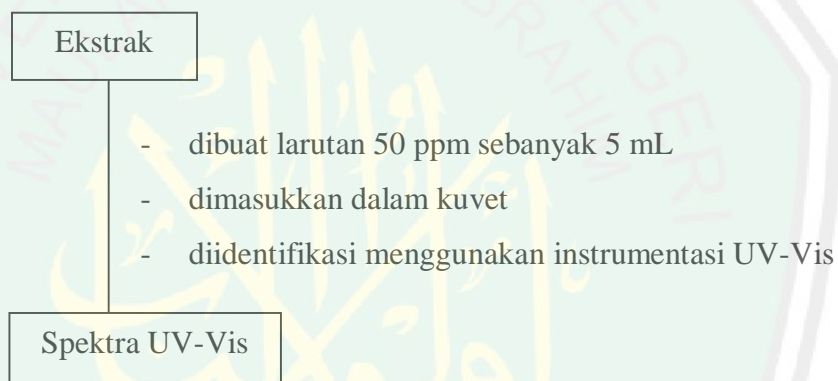 Ekstrak
- dibuat larutan 50 ppm sebanyak 5 mL
- dimasukkan dalam kuvet
- diidentifikasi menggunakan instrumentasi UV-Vis
Spektra UV-Vis